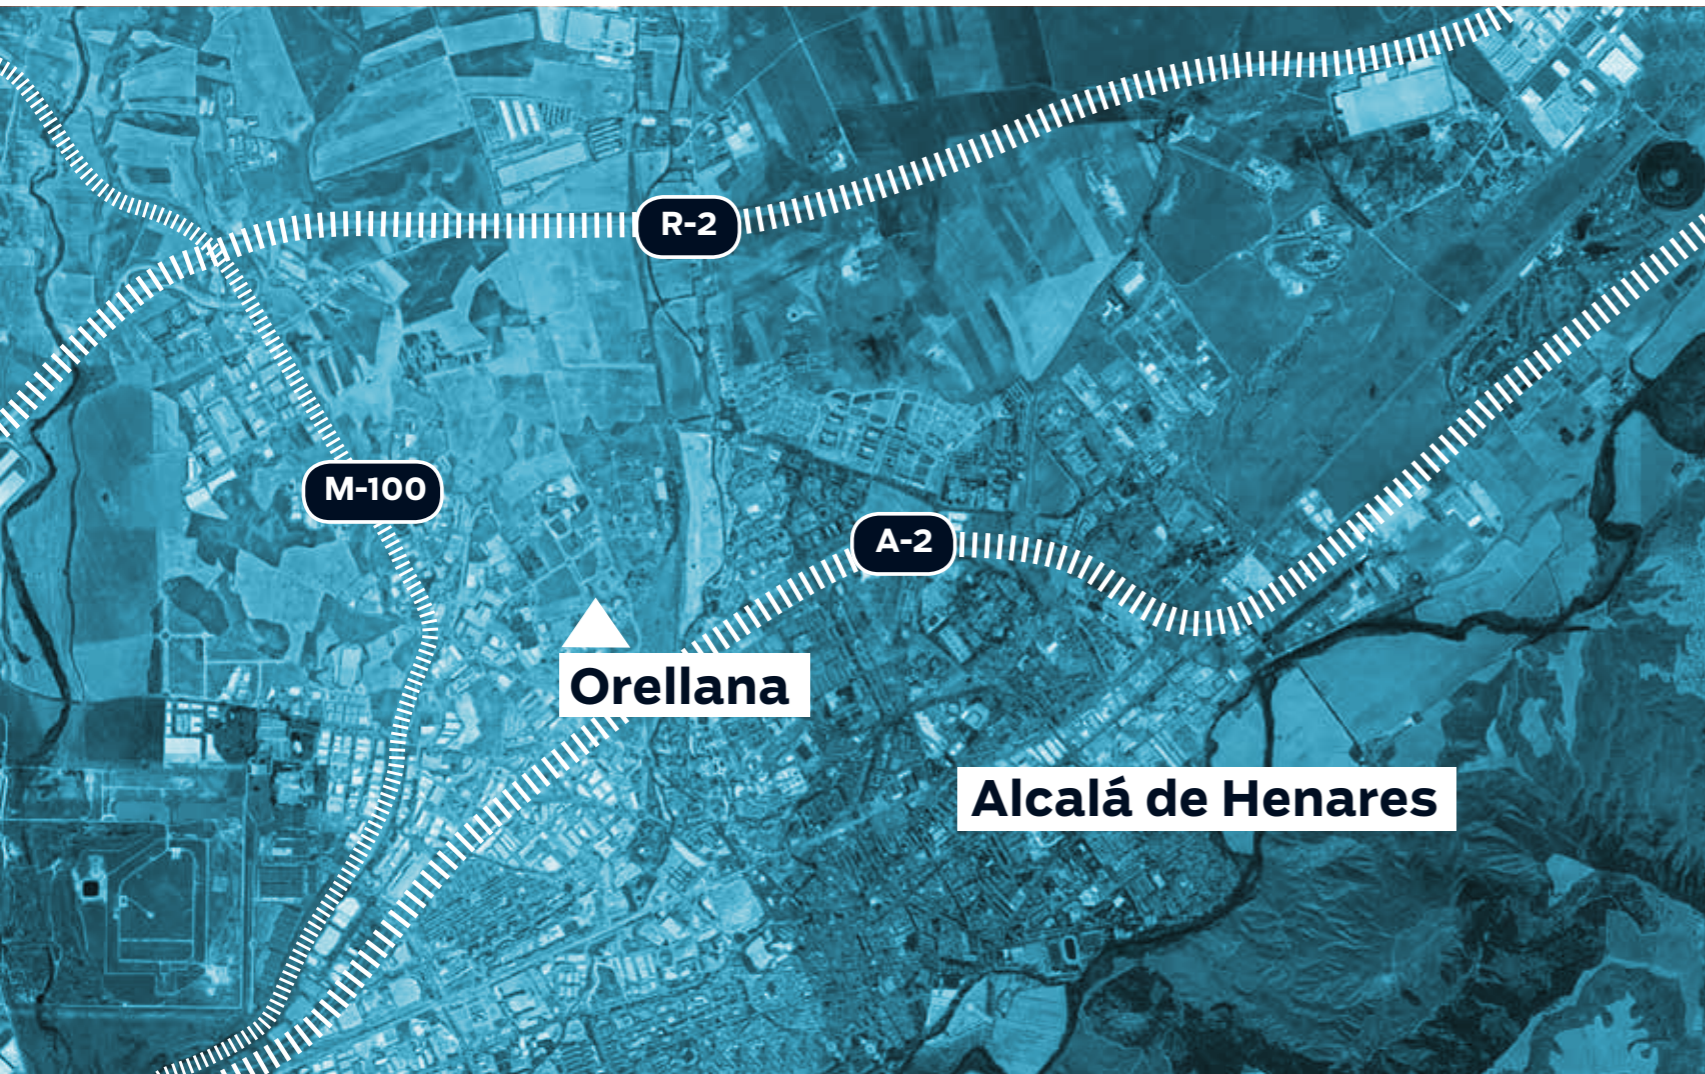 R-2
M-100
A-2
Orellana
Alcalá de Henares